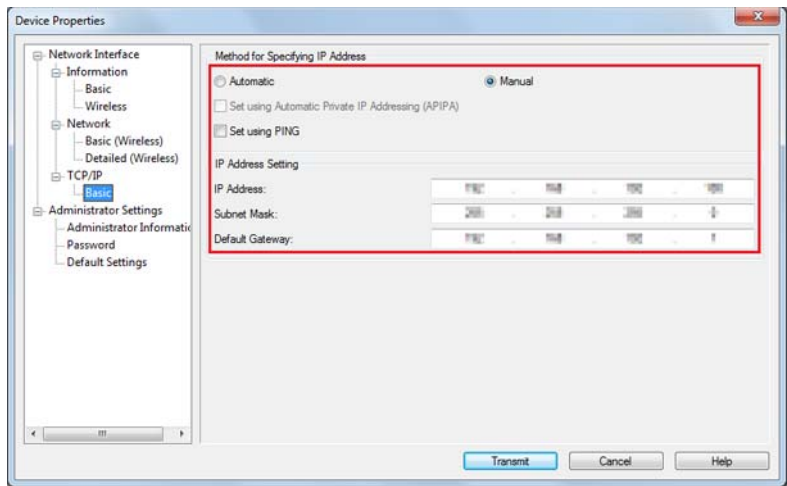 Device Properties
Network Interface
Information
Basic
Wireless
Network
Basic (Wireless)
Detailed (Wireless)
TCP/IP
Basic
Administrator Settings
Administrator Informatic
Password
Default Settings
Method for Specifying IP Address
Automatic Manual
Set using Automatic Private IP Addressing (APIPA)
Set using PING
IP Address Setting
IP Address:
Subnet Mask:
Default Gateway:
Transmit Cancel Help